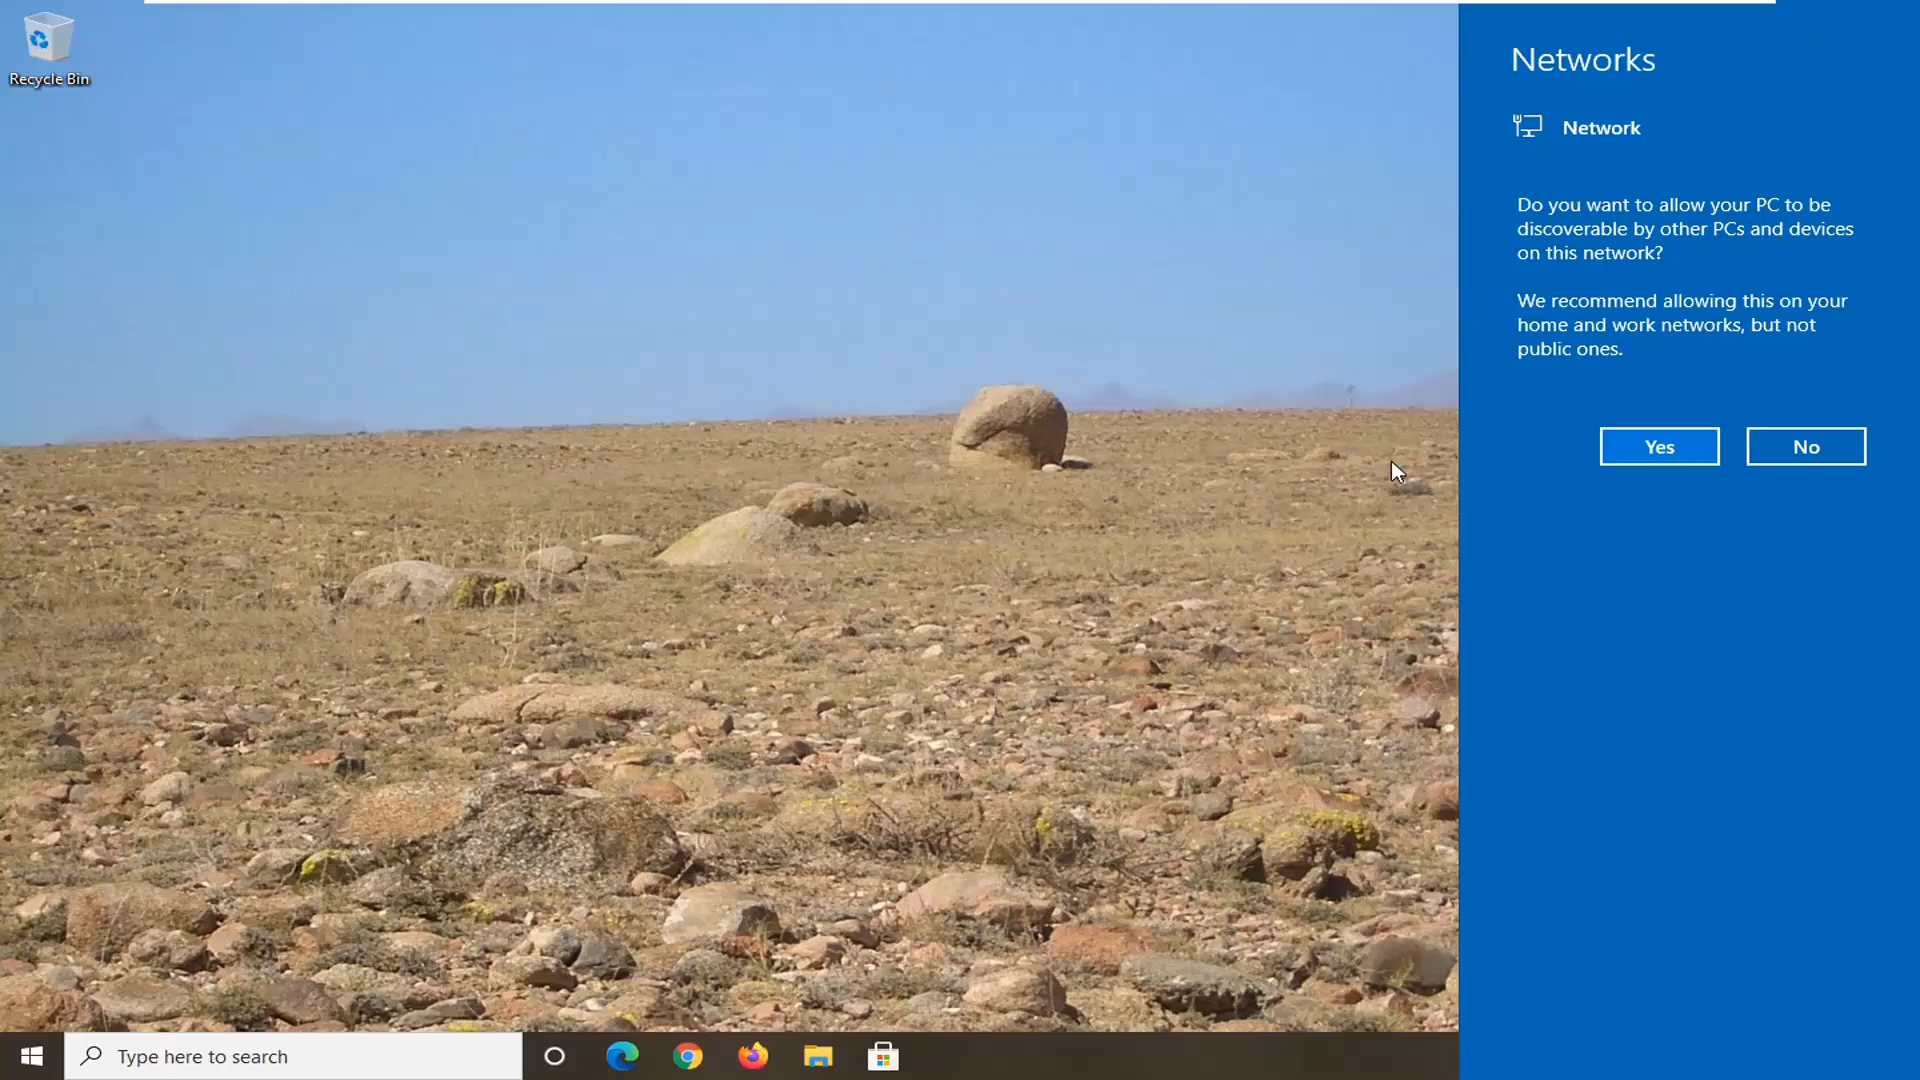 Recycle Bin
Networks
Network
Do you want to allow your PC to be
discoverable by other PCs and devices
on this network?
We recommend allowing this on your
home and work networks, but not
public ones.
Yes
No
Type here to search